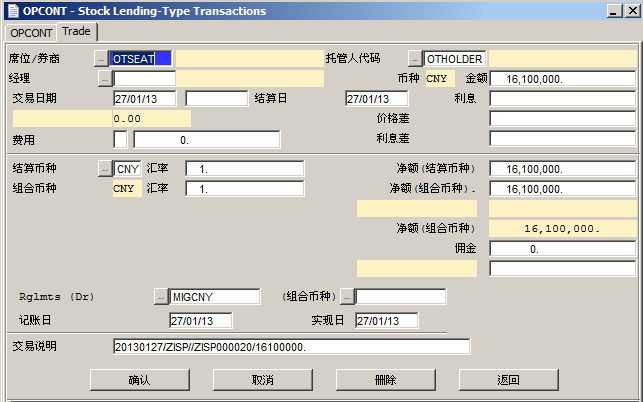 OPCONT - Stock Lending-Type Transactions
OPCONT Trade
席位/券商 OTSEAT 托管人代码 OTHOLDER
经理 币种 CNY 金额 16,100,000.
交易日期 27/01/13 结算日 27/01/13 利息
0.00 价格差
费用 0. 利息差
结算币种 CNY 汇率 1. 净额(结算币种) 16,100,000.
组合币种 CNY 汇率 1. 净额(组合币种). 16,100,000.
净额(组合币种) 16,100,000.
佣金 0.
Rglmts (Dr) MIGCNY (组合币种)
记账日 27/01/13 实现日 27/01/13
交易说明 20130127/ZISP//ZISP000020/16100000.
确认 取消 删除 返回